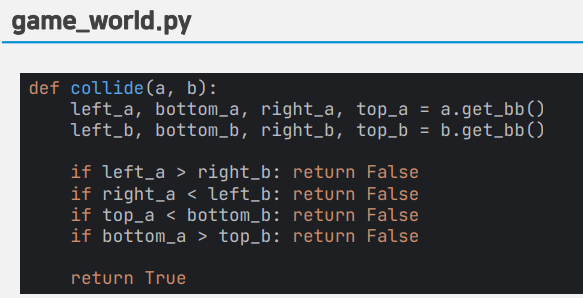 game_world.py
def collide(a, b):
    left_a, bottom_a, right_a, top_a = a.get_bb()
    left_b, bottom_b, right_b, top_b = b.get_bb()
    if left_a > right_b: return False
    if right_a < left_b: return False
    if top_a < bottom_b: return False
    if bottom_a > top_b: return False
    return True